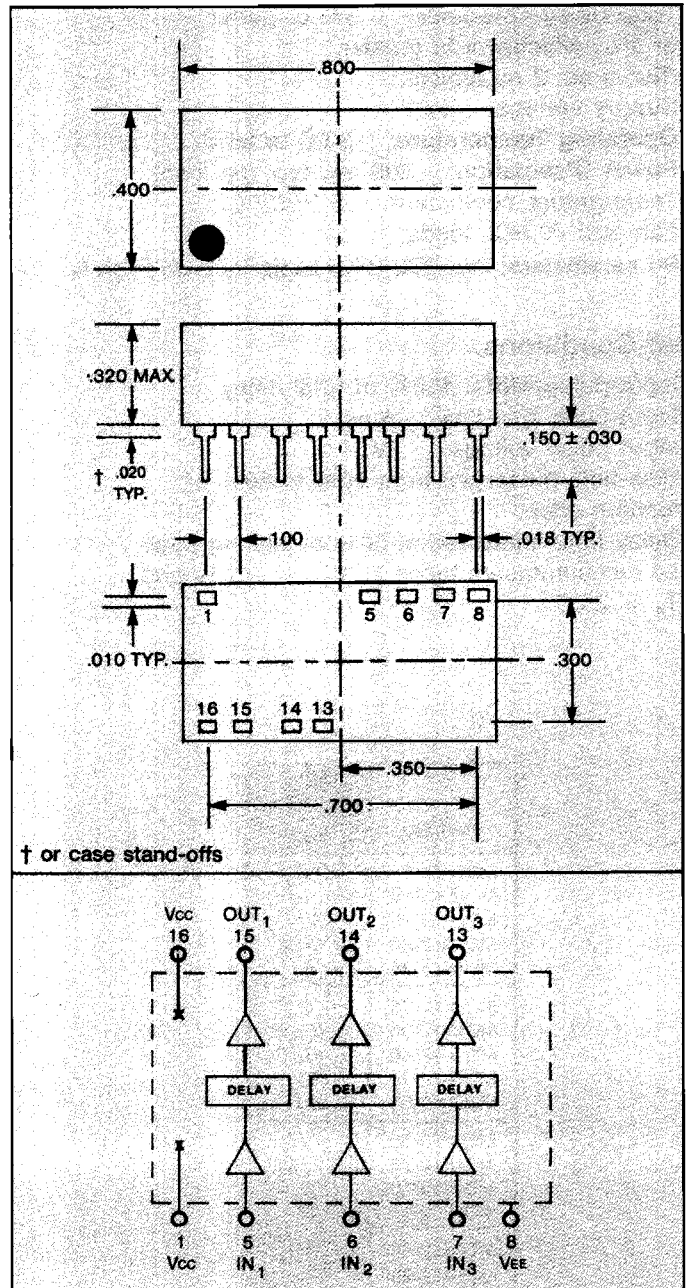 .800
.400
.320 MAX.
† .020 TYP.
.150 ± .030
.100
.018 TYP.
1 5 6 7 8
.010 TYP.
.300
16 15 14 13
.350
.700
† or case stand-offs
VCC OUT₁ OUT₂ OUT₃
16 15 14 13
DELAY DELAY DELAY
1 5 6 7 8
VCC IN₁ IN₂ IN₃ VEE